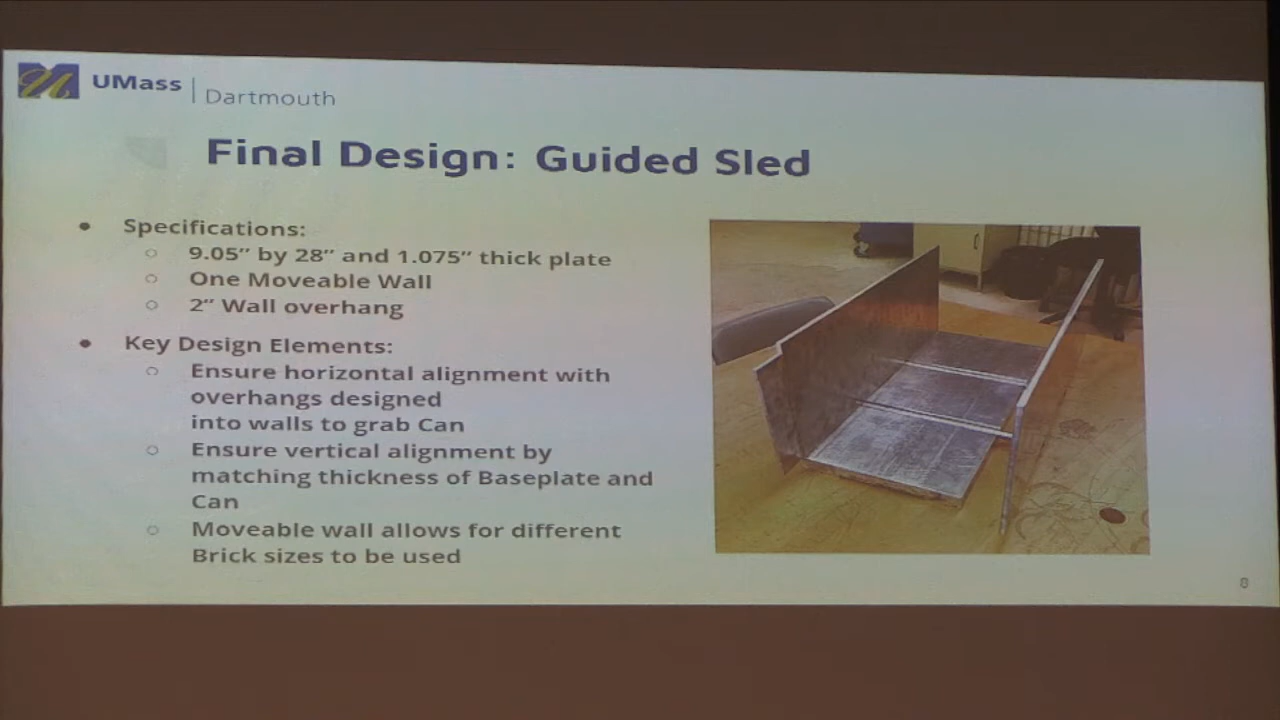 UMass
Dartmouth
Final Design: Guided Sled
Specifications:
9.05” by 28” and 1.075” thick plate
One Moveable Wall
2” Wall overhang
Key Design Elements:
Ensure horizontal alignment with
overhangs designed
into walls to grab Can
Ensure vertical alignment by
matching thickness of Baseplate and
Can
Moveable wall allows for different
Brick sizes to be used
8